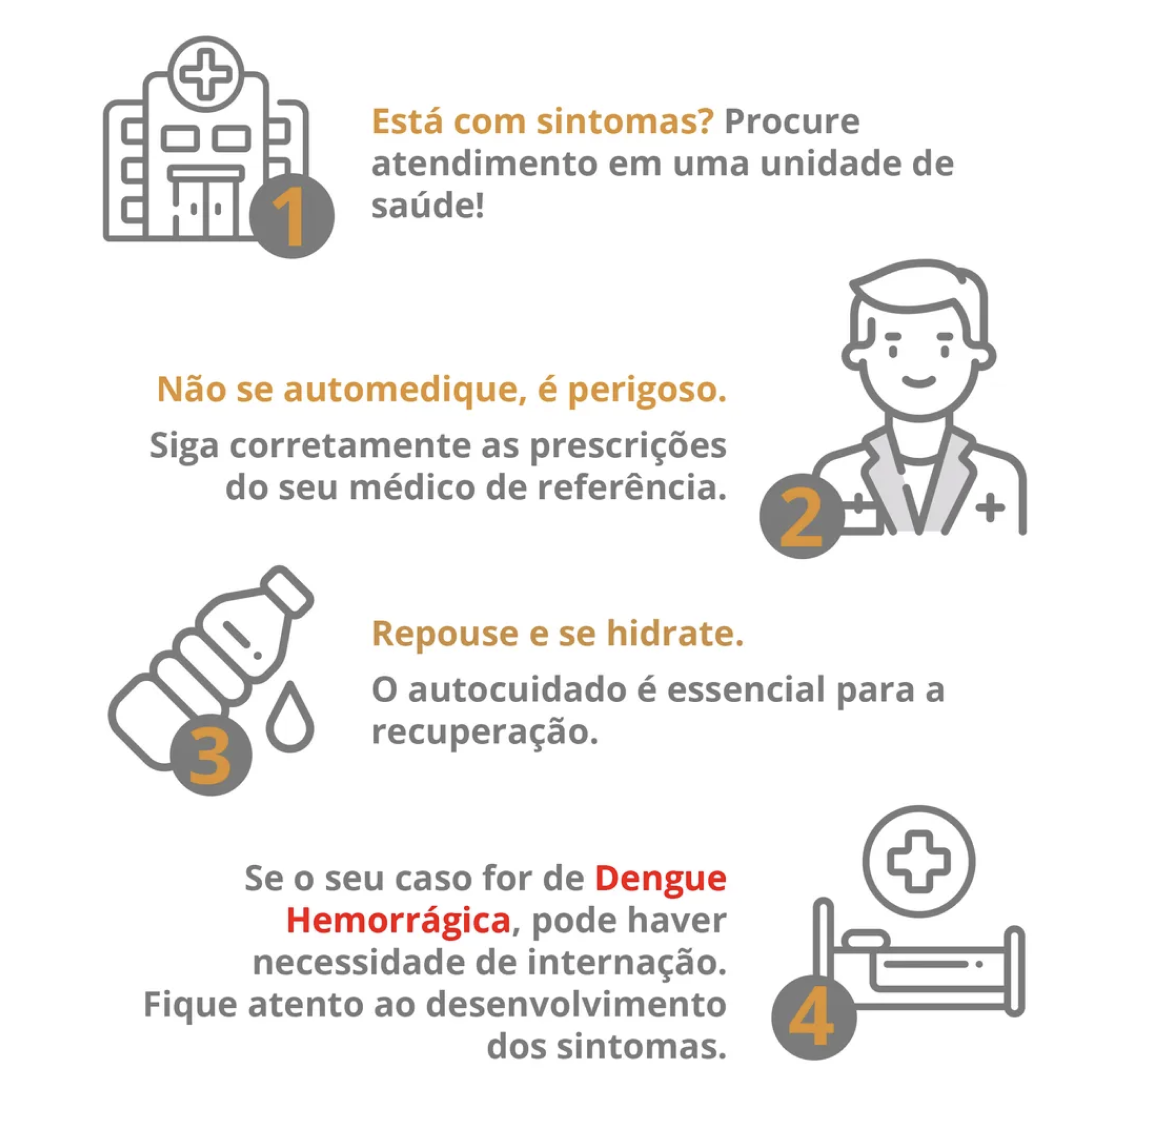 Está com sintomas? Procure
atendimento em uma unidade de
saúde!
1
Não se automedique, é perigoso.
Siga corretamente as prescrições
do seu médico de referência.
2
Repouse e se hidrate.
O autocuidado é essencial para a
recuperação.
3
Se o seu caso for de Dengue
Hemorrágica, pode haver
necessidade de internação.
Fique atento ao desenvolvimento
dos sintomas.
4